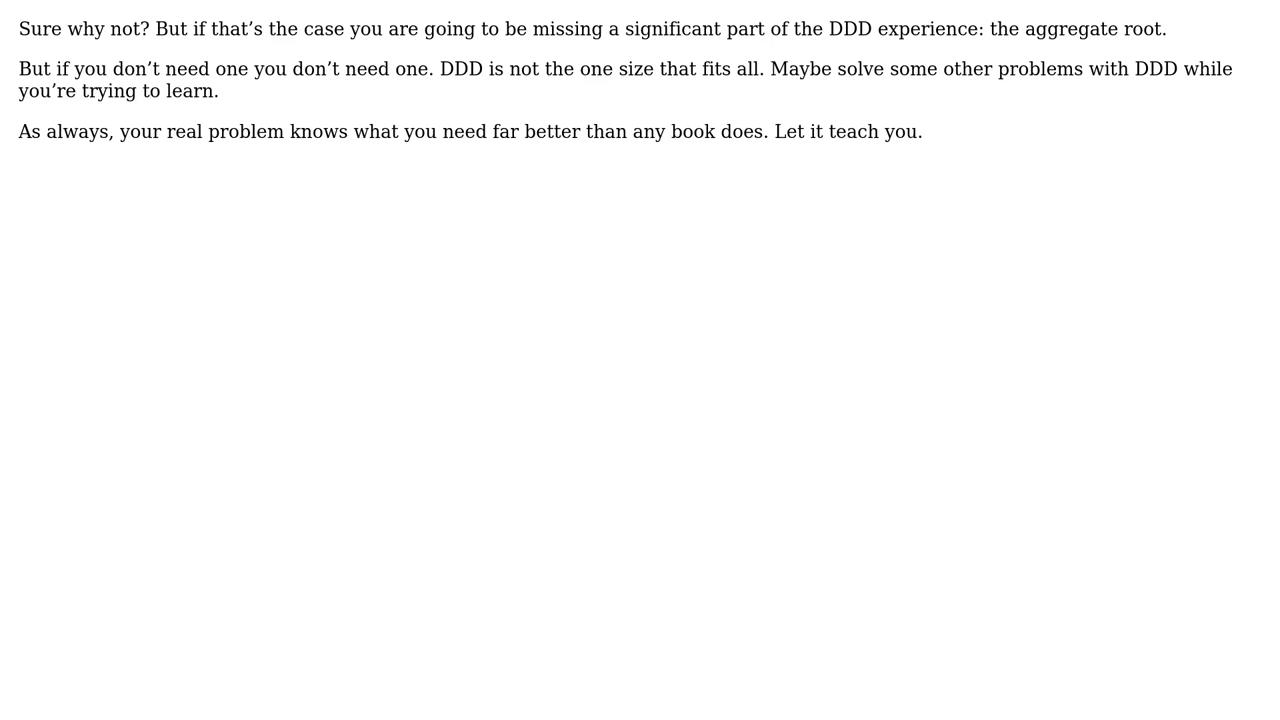 Sure why not? But if that’s the case you are going to be missing a significant part of the DDD experience: the aggregate root.
But if you don’t need one you don’t need one. DDD is not the one size that fits all. Maybe solve some other problems with DDD while
you’re trying to learn.
As always, your real problem knows what you need far better than any book does. Let it teach you.